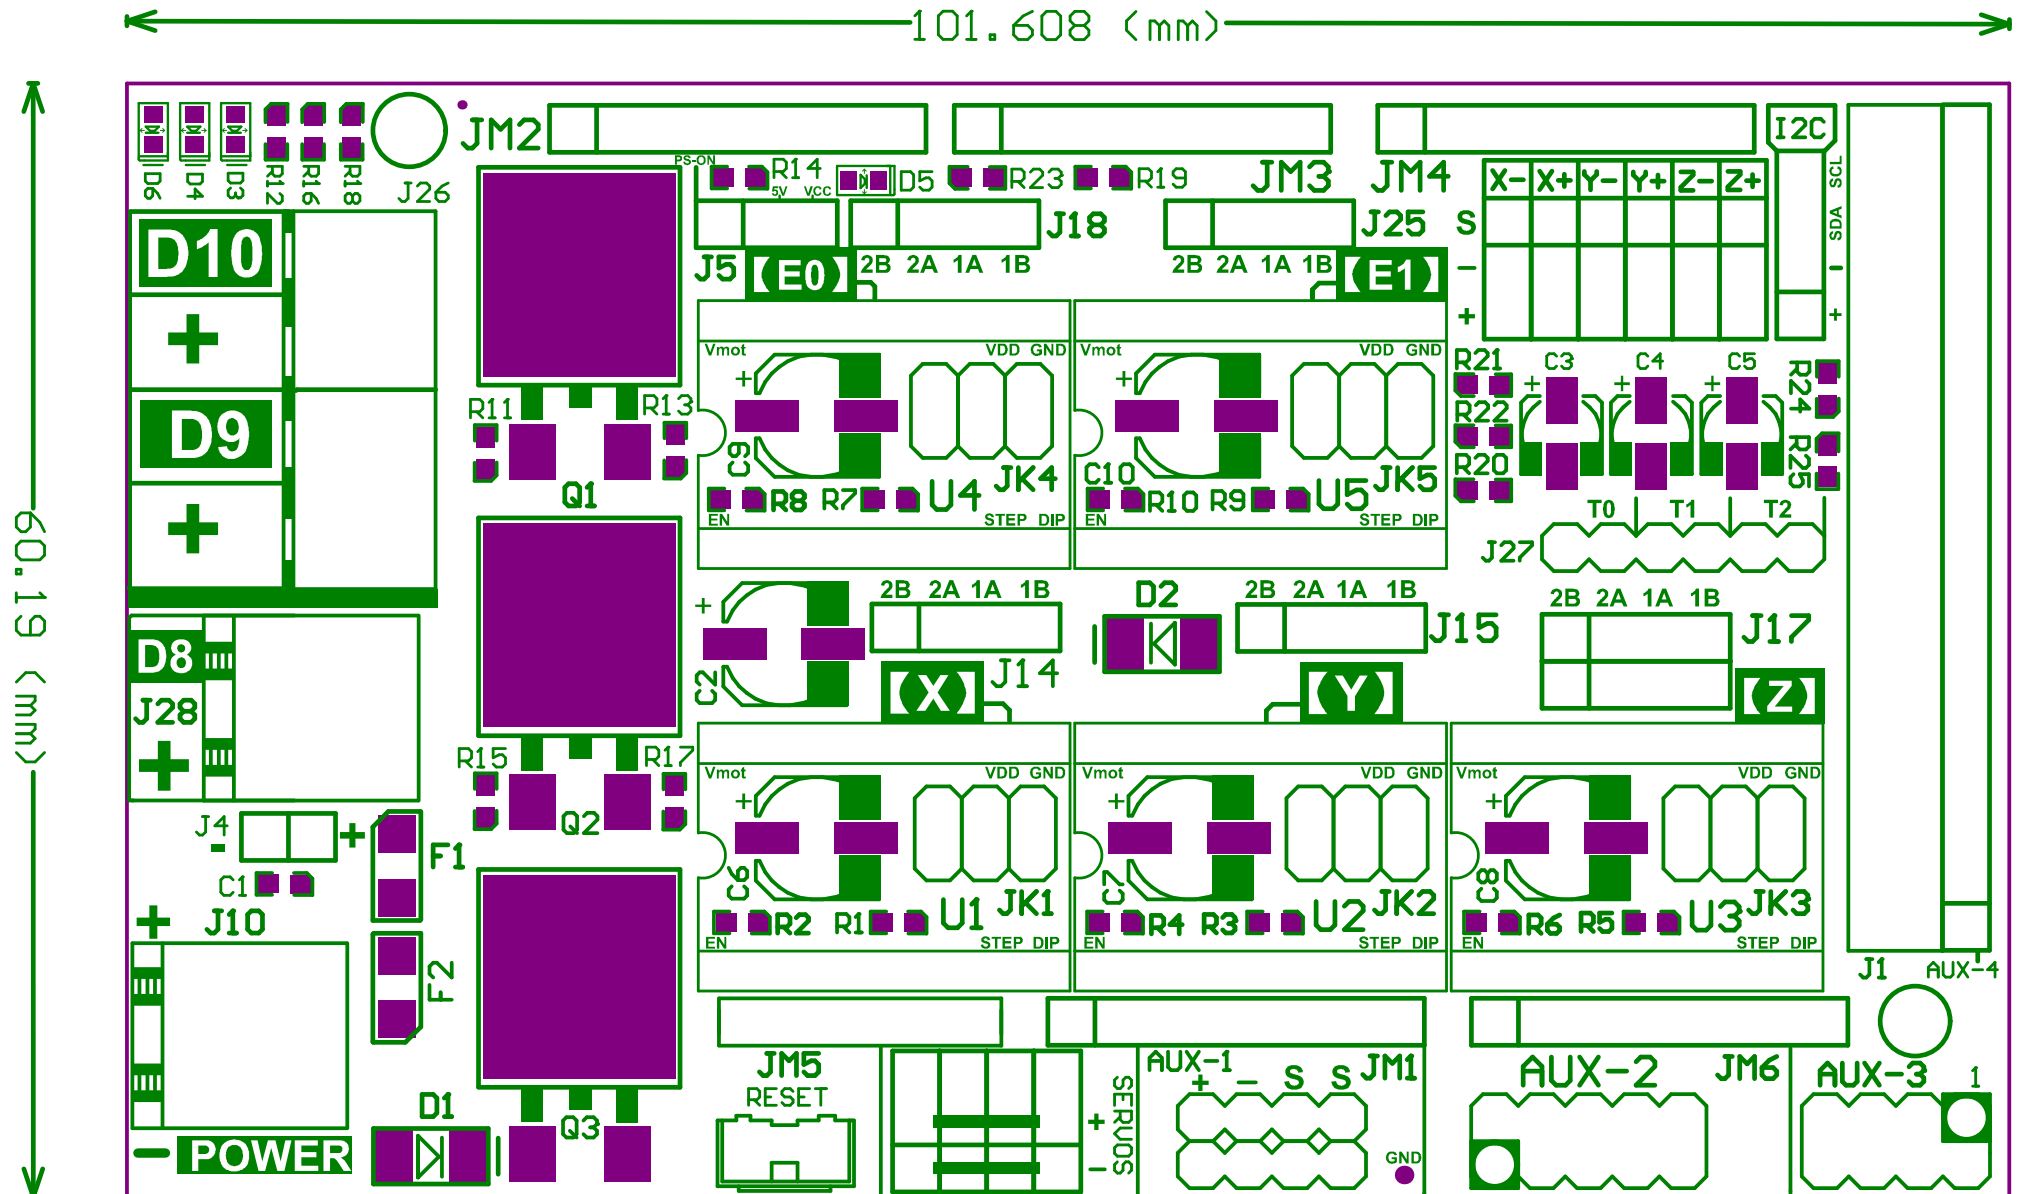 101.608 (mm)
60.19 (mm)
D6
D4
D3
R12
R16
R18
J26
JM2
PS-ON
R14
5V VCC
D5
R23
R19
JM3
JM4
I2C
SCL
SDA
-
+
X- X+ Y- Y+ Z- Z+
S
-
+
D10
+
D9
+
J5
E0
J18
2B 2A 1A 1B
J25
2B 2A 1A 1B
E1
Vmot VDD GND
+
C9
JK4
R8 R7 U4
EN STEP DIP
Vmot VDD GND
+
C10
JK5
R10 R9 U5
EN STEP DIP
R11
R13
Q1
R21
R22
R20
C3 C4 C5
+ + +
R24
R25
T0 T1 T2
J27
D8
J28
+
+
C2
2B 2A 1A 1B
J14
X
D2
2B 2A 1A 1B
J15
Y
2B 2A 1A 1B
J17
Z
R15
R17
Q2
J4
-
+
C1
F1
J10
+
F2
Vmot VDD GND
+
C6
JK1
R2 R1 U1
EN STEP DIP
Vmot VDD GND
+
C7
JK2
R4 R3 U2
EN STEP DIP
Vmot VDD GND
+
C8
JK3
R6 R5 U3
EN STEP DIP
J1
AUX-4
- POWER
D1
Q3
JM5
RESET
SERVOS
+
-
AUX-1
+ - S S
JM1
GND
AUX-2
JM6
AUX-3
1